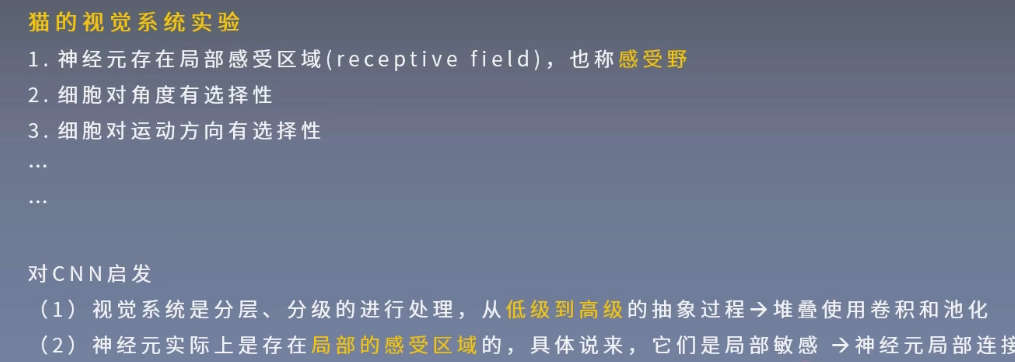 猫的视觉系统实验
1. 神经元存在局部感受区域(receptive field)，也称感受野
2. 细胞对角度有选择性
3. 细胞对运动方向有选择性
...
...
对CNN启发
（1）视觉系统是分层、分级的进行处理，从低级到高级的抽象过程→堆叠使用卷积和池化
（2）神经元实际上是存在局部的感受区域的，具体说来，它们是局部敏感 →神经元局部连接